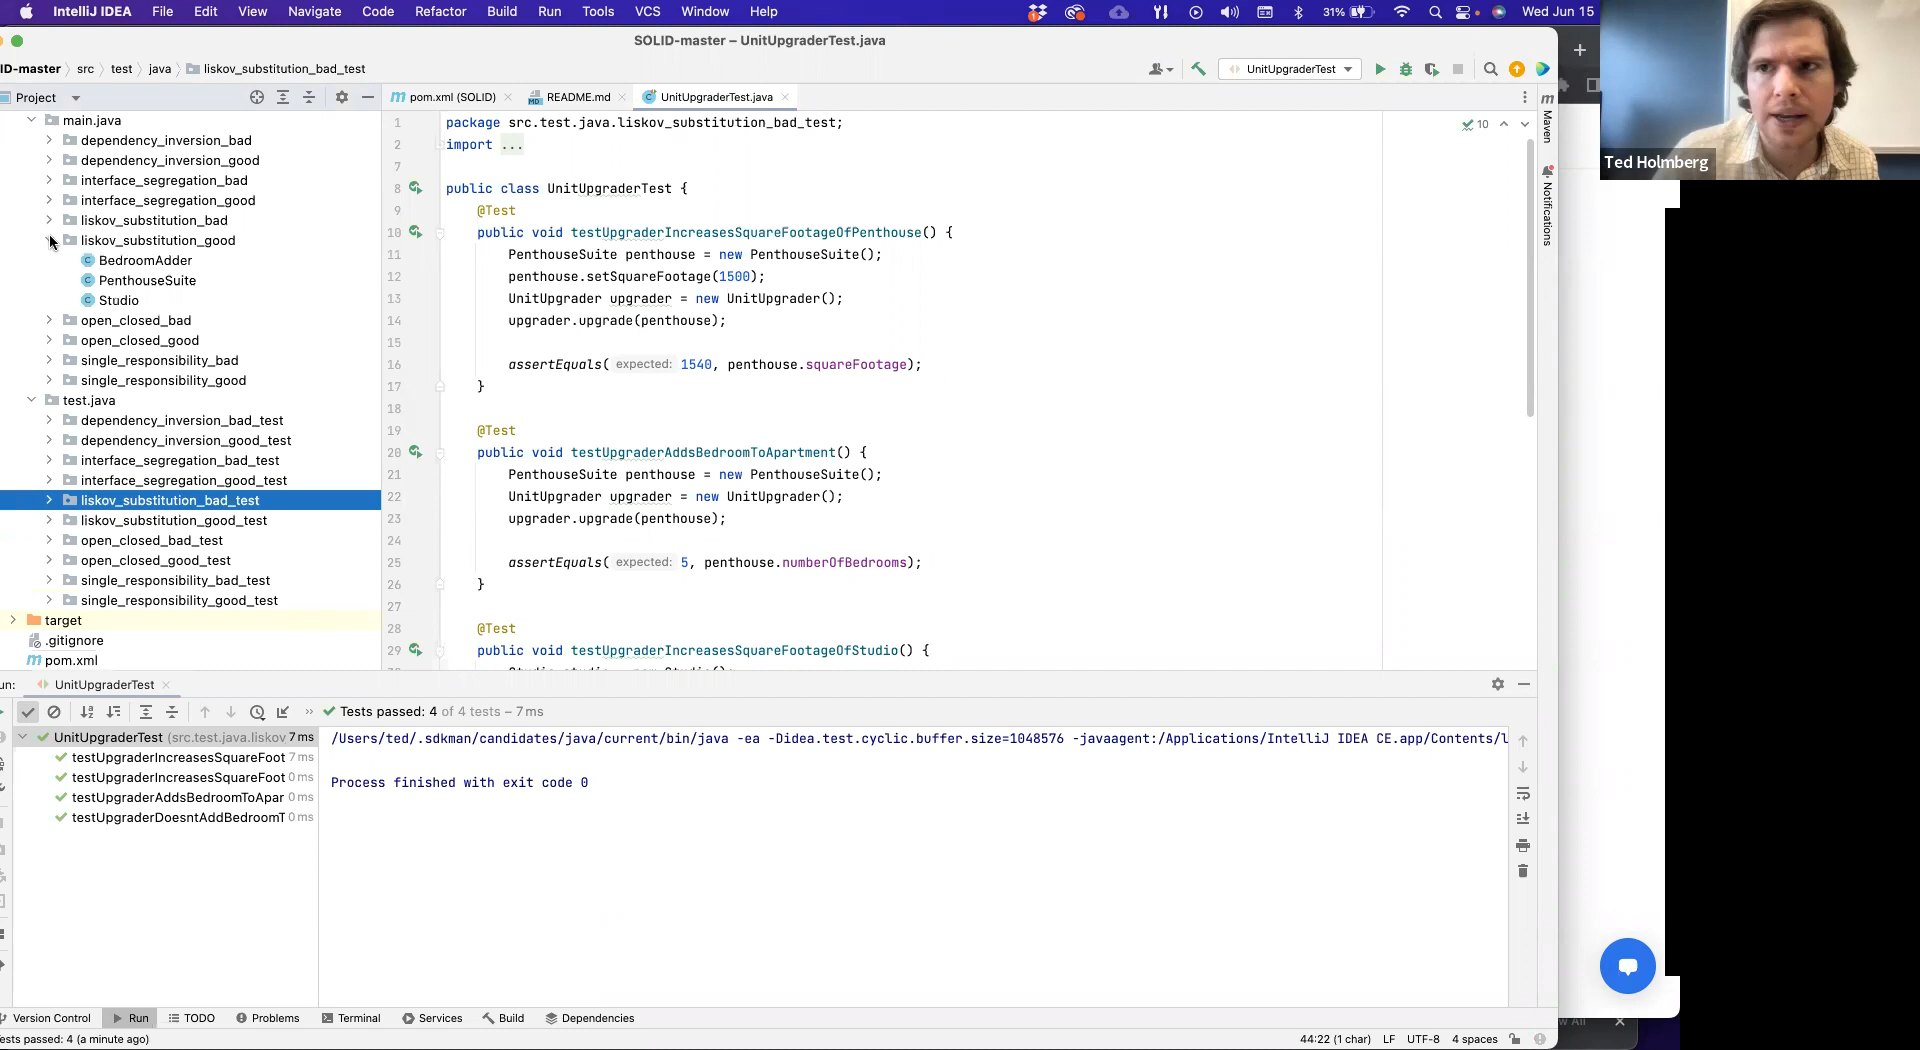 IntelliJ IDEA File Edit View Navigate Code Refactor Build Run Tools VCS Window Help 1 31% Wed Jun 15
SOLID-master – UnitUpgraderTest.java
ID-master src test java liskov_substitution_bad_test UnitUpgraderTest
Project
pom.xml (SOLID) README.md UnitUpgraderTest.java
main.java
dependency_inversion_bad
dependency_inversion_good
interface_segregation_bad
interface_segregation_good
liskov_substitution_bad
liskov_substitution_good
BedroomAdder
PenthouseSuite
Studio
open_closed_bad
open_closed_good
single_responsibility_bad
single_responsibility_good
test.java
dependency_inversion_bad_test
dependency_inversion_good_test
interface_segregation_bad_test
interface_segregation_good_test
liskov_substitution_bad_test
liskov_substitution_good_test
open_closed_bad_test
open_closed_good_test
single_responsibility_bad_test
single_responsibility_good_test
target
.gitignore
pom.xml
1 package src.test.java.liskov_substitution_bad_test;
2 import ...
7
8 public class UnitUpgraderTest {
9 @Test
10 public void testUpgraderIncreasesSquareFootageOfPenthouse() {
11 PenthouseSuite penthouse = new PenthouseSuite();
12 penthouse.setSquareFootage(1500);
13 UnitUpgrader upgrader = new UnitUpgrader();
14 upgrader.upgrade(penthouse);
15
16 assertEquals( expected: 1540, penthouse.squareFootage);
17 }
18
19 @Test
20 public void testUpgraderAddsBedroomToApartment() {
21 PenthouseSuite penthouse = new PenthouseSuite();
22 UnitUpgrader upgrader = new UnitUpgrader();
23 upgrader.upgrade(penthouse);
24
25 assertEquals( expected: 5, penthouse.numberOfBedrooms);
26 }
27
28 @Test
29 public void testUpgraderIncreasesSquareFootageOfStudio() {
10
Maven
Notifications
Ted Holmberg
un: UnitUpgraderTest
Tests passed: 4 of 4 tests – 7 ms
UnitUpgraderTest (src.test.java.liskov 7 ms
testUpgraderIncreasesSquareFoot 7 ms
testUpgraderIncreasesSquareFoot 0 ms
testUpgraderAddsBedroomToApar 0 ms
testUpgraderDoesntAddBedroomT 0 ms
/Users/ted/.sdkman/candidates/java/current/bin/java -ea -Didea.test.cyclic.buffer.size=1048576 -javaagent:/Applications/IntelliJ IDEA CE.app/Contents/l
Process finished with exit code 0
Version Control Run TODO Problems Terminal Services Build Dependencies
ests passed: 4 (a minute ago) 44:22 (1 char) LF UTF-8 4 spaces